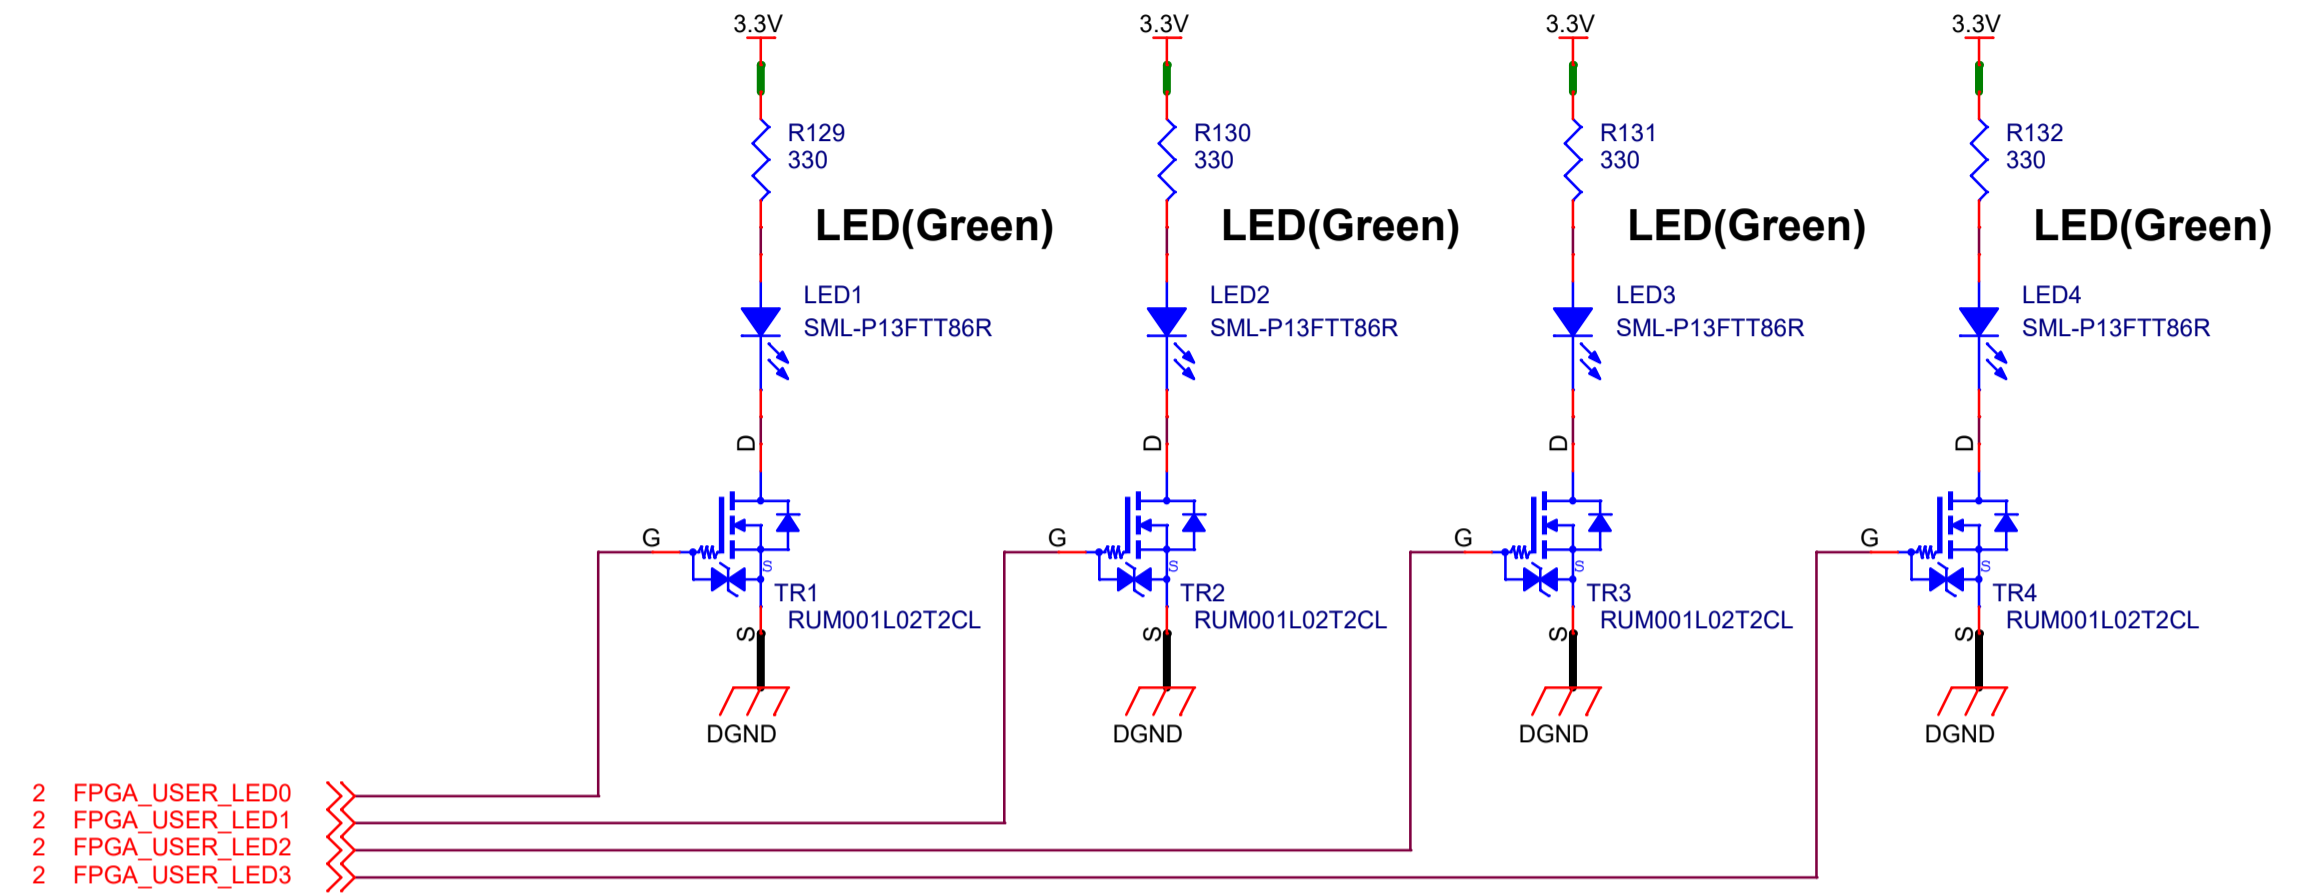 3.3V
3.3V
3.3V
3.3V
R129
330
R130
330
R131
330
R132
330
LED(Green)
LED(Green)
LED(Green)
LED(Green)
LED1
SML-P13FTT86R
LED2
SML-P13FTT86R
LED3
SML-P13FTT86R
LED4
SML-P13FTT86R
D
D
D
D
G
G
G
G
S
S
S
S
TR1
RUM001L02T2CL
TR2
RUM001L02T2CL
TR3
RUM001L02T2CL
TR4
RUM001L02T2CL
S
S
S
S
DGND
DGND
DGND
DGND
2 FPGA_USER_LED0
2 FPGA_USER_LED1
2 FPGA_USER_LED2
2 FPGA_USER_LED3